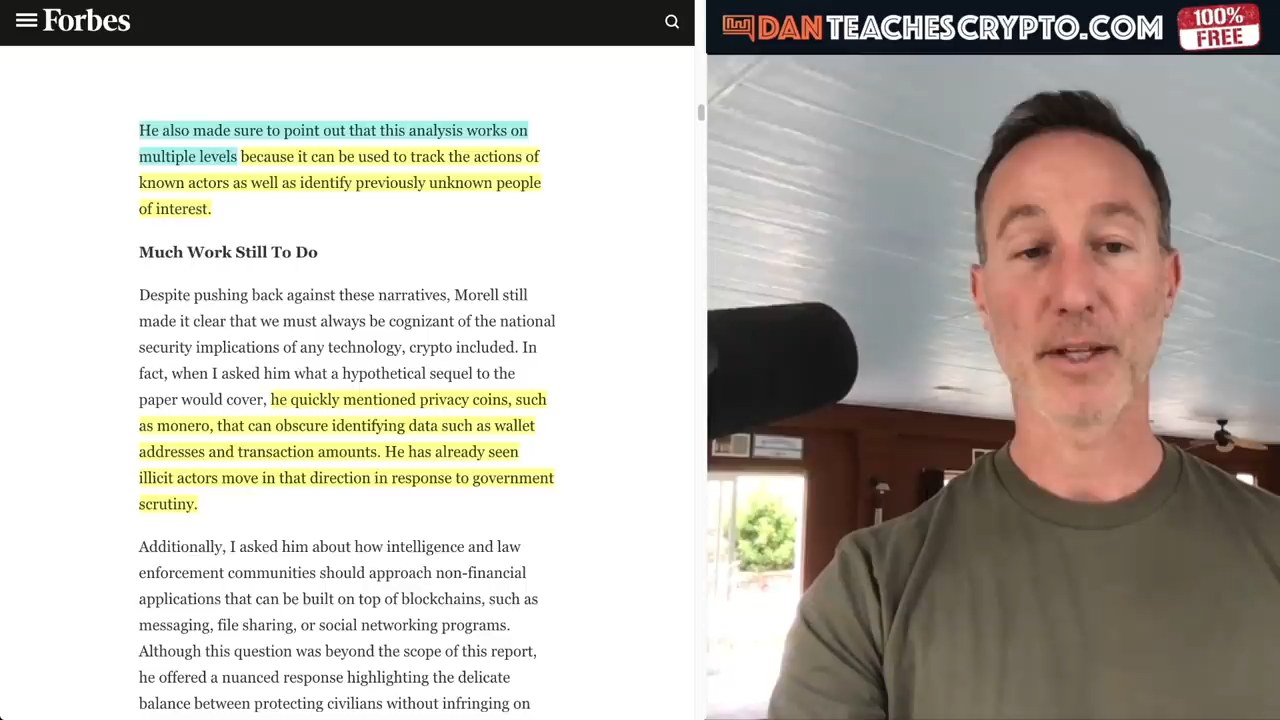 Forbes
He also made sure to point out that this analysis works on
multiple levels because it can be used to track the actions of
known actors as well as identify previously unknown people
of interest.
Much Work Still To Do
Despite pushing back against these narratives, Morell still
made it clear that we must always be cognizant of the national
security implications of any technology, crypto included. In
fact, when I asked him what a hypothetical sequel to the
paper would cover, he quickly mentioned privacy coins, such
as monero, that can obscure identifying data such as wallet
addresses and transaction amounts. He has already seen
illicit actors move in that direction in response to government
scrutiny.
Additionally, I asked him about how intelligence and law
enforcement communities should approach non-financial
applications that can be built on top of blockchains, such as
messaging, file sharing, or social networking programs.
Although this question was beyond the scope of this report,
he offered a nuanced response highlighting the delicate
balance between protecting civilians without infringing on
DANTEACHESCRYPTO.COM
100%
FREE